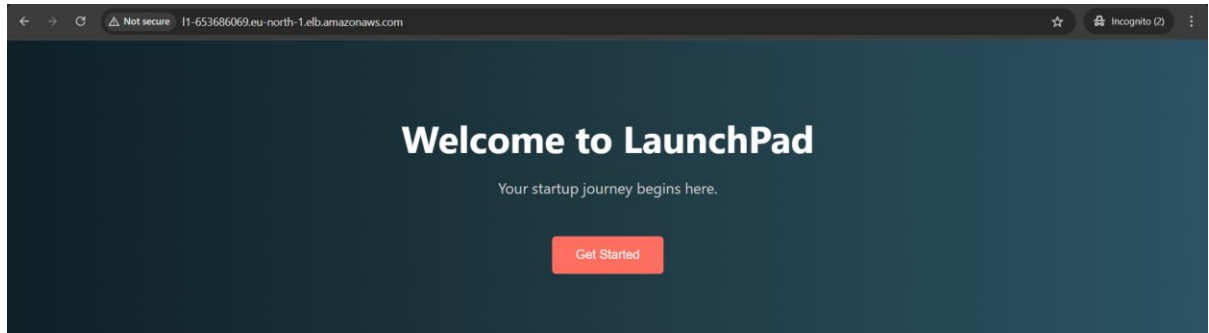 Not secure l1-653686069.eu-north-1.elb.amazonaws.com Incognito (2)
Welcome to LaunchPad
Your startup journey begins here.
Get Started